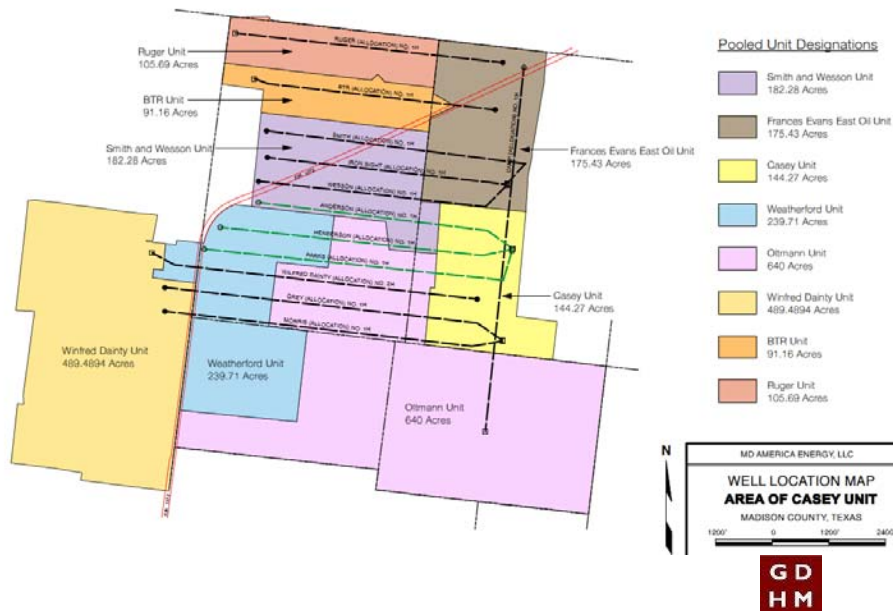 Ruger Unit
105.69 Acres
BTR Unit
91.16 Acres
Smith and Wesson Unit
182.28 Acres
RUGER (ALLOCATION) NO. 1H
BTR (ALLOCATION) NO. 1H
SMITH (ALLOCATION) NO. 1H
IRON SIGHT (ALLOCATION) NO. 1H
WESSON (ALLOCATION) NO. 1H
ANDERSON (ALLOCATION) NO. 1H
HENDERSON (ALLOCATION) NO. 1H
PARKS (ALLOCATION) NO. 1H
WILFRED DAINTY (ALLOCATION) NO. 2H
GREY (ALLOCATION) NO. 1H
MORRIS (ALLOCATION) NO. 1H
Frances Evans East Oil Unit
175.43 Acres
Casey Unit
144.27 Acres
Winfred Dainty Unit
489.4894 Acres
Weatherford Unit
239.71 Acres
Ottmann Unit
640 Acres
Pooled Unit Designations
Smith and Wesson Unit
182.28 Acres
Frances Evans East Oil Unit
175.43 Acres
Casey Unit
144.27 Acres
Weatherford Unit
239.71 Acres
Ottmann Unit
640 Acres
Winfred Dainty Unit
489.4894 Acres
BTR Unit
91.16 Acres
Ruger Unit
105.69 Acres
N
MD AMERICA ENERGY, LLC
WELL LOCATION MAP
AREA OF CASEY UNIT
MADISON COUNTY, TEXAS
1200' 0 1200 2400
G D
H M